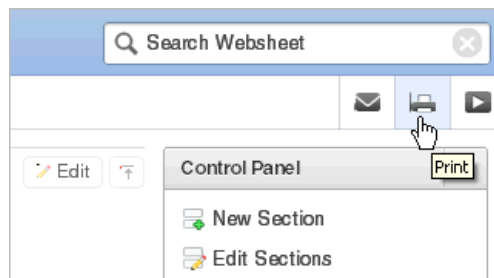 Search Websheet
Print
Edit
Control Panel
New Section
Edit Sections